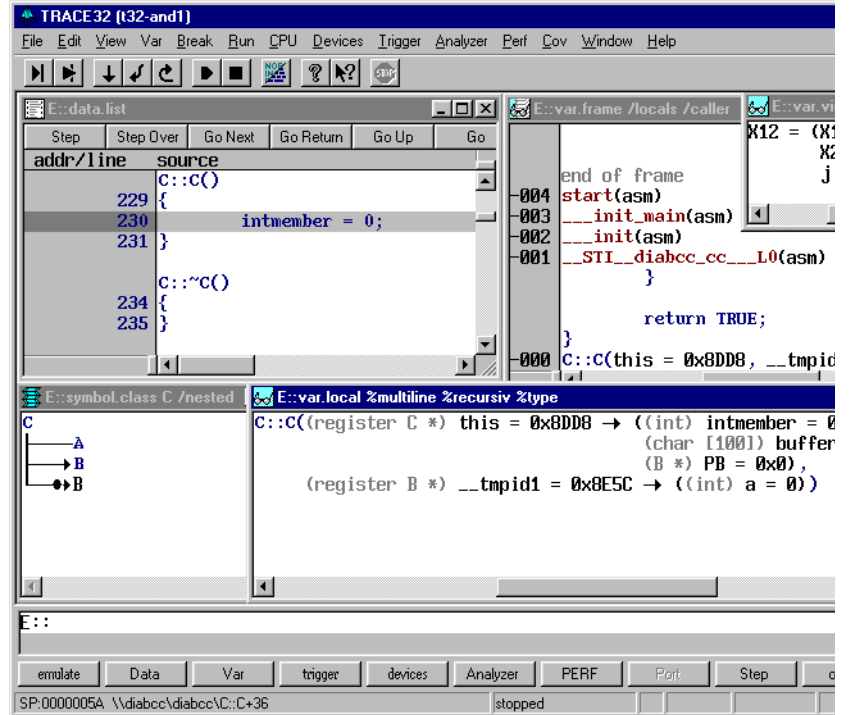 TRACE32 (t32-and1)
File Edit View Var Break Run CPU Devices Trigger Analyzer Perf Cov Window Help
STOP
E::data.list
Step Step Over Go Next Go Return Go Up Go
addr/line source
C::C()
229 {
230 intmember = 0;
231 }
C::~C()
234 {
235 }
E::var.frame /locals /caller
end of frame
-004 start(asm)
-003 ___init_main(asm)
-002 ___init(asm)
-001 __STI__diabcc_cc___L0(asm)
}
return TRUE;
}
-000 C::C(this = 0x8DD8, __tmpid
E::var.vi
X12 = (X1
X2
j
E::symbol.class C /nested
C
A
B
B
E::var.local %multiline %recursiv %type
C::C((register C *) this = 0x8DD8 → ((int) intmember = 0
(char [100]) buffer
(B *) PB = 0x0),
(register B *) __tmpid1 = 0x8E5C → ((int) a = 0))
E::
emulate Data Var trigger devices Analyzer PERF Port Step
SP:0000005A \\diabcc\diabcc\C::C+36 stopped